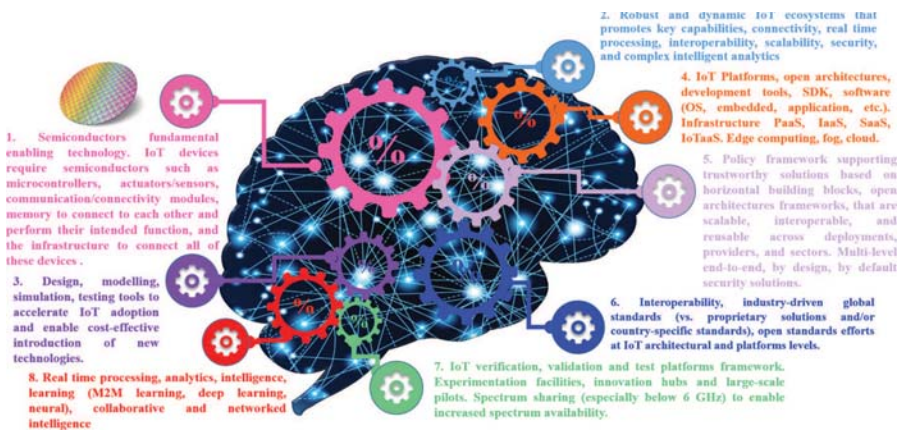 1. Semiconductors fundamental
enabling technology. IoT devices
require semiconductors such as
microcontrollers, actuators/sensors,
communication/connectivity modules,
memory to connect to each other and
perform their intended function, and
the infrastructure to connect all of
these devices .
2. Robust and dynamic IoT ecosystems that
promotes key capabilities, connectivity, real time
processing, interoperability, scalability, security,
and complex intelligent analytics
3. Design, modelling,
simulation, testing tools to
accelerate IoT adoption
and enable cost-effective
introduction of new
technologies.
4. IoT Platforms, open architectures,
development tools, SDK, software
(OS, embedded, application, etc.).
Infrastructure PaaS, IaaS, SaaS,
IoTaaS. Edge computing, fog, cloud.
5. Policy framework supporting
trustworthy solutions based on
horizontal building blocks, open
architectures frameworks, that are
scalable, interoperable, and
reusable across deployments,
providers, and sectors. Multi-level
end-to-end, by design, by default
security solutions.
6. Interoperability, industry-driven global
standards (vs. proprietary solutions and/or
country-specific standards), open standards efforts
at IoT architectural and platforms levels.
7. IoT verification, validation and test platforms framework.
Experimentation facilities, innovation hubs and large-scale
pilots. Spectrum sharing (especially below 6 GHz) to enable
increased spectrum availability.
8. Real time processing, analytics, intelligence,
learning (M2M learning, deep learning,
neural), collaborative and networked
intelligence
%
%
%
%
%
%
%
%